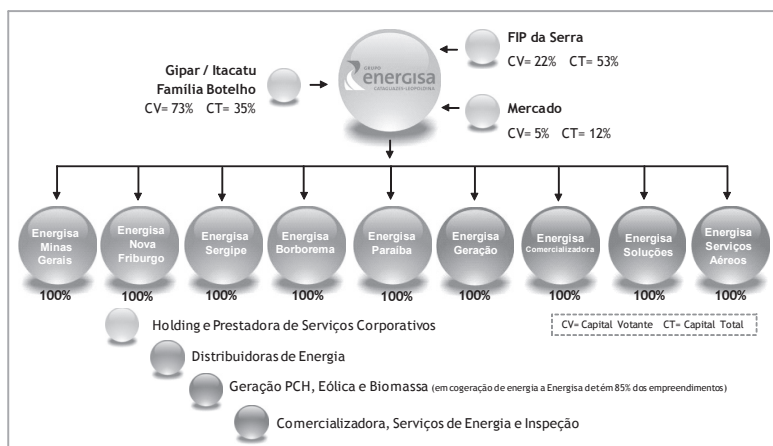 FIP da Serra
CV= 22% CT= 53%
Gipar / Itacatu
Família Botelho
CV= 73% CT= 35%
GRUPO
energisa
CATAGUAZES-LEOPOLDINA
Mercado
CV= 5% CT= 12%
Energisa
Minas
Gerais
Energisa
Nova
Friburgo
Energisa
Sergipe
Energisa
Borborema
Energisa
Paraíba
Energisa
Geração
Energisa
Comercializadora
Energisa
Soluções
Energisa
Serviços
Aéreos
100% 100% 100% 100% 100% 100% 100% 100% 100%
Holding e Prestadora de Serviços Corporativos
CV= Capital Votante CT= Capital Total
Distribuidoras de Energia
Geração PCH, Eólica e Biomassa (em cogeração de energia a Energisa detém 85% dos empreendimentos)
Comercializadora, Serviços de Energia e Inspeção